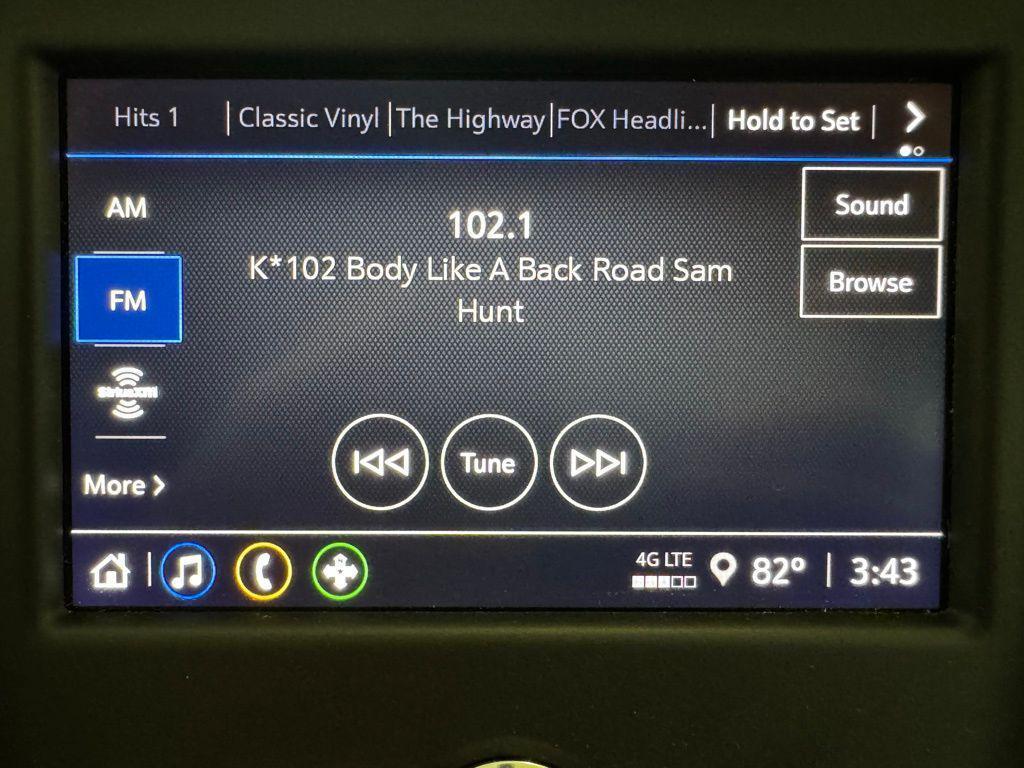 Hits 1 | Classic Vinyl | The Highway | FOX Headli... | Hold to Set |
AM
Sound
102.1
K*102 Body Like A Back Road Sam
Hunt
FM
Browse
SiriusXM
Tune
More
4G LTE
82° | 3:43